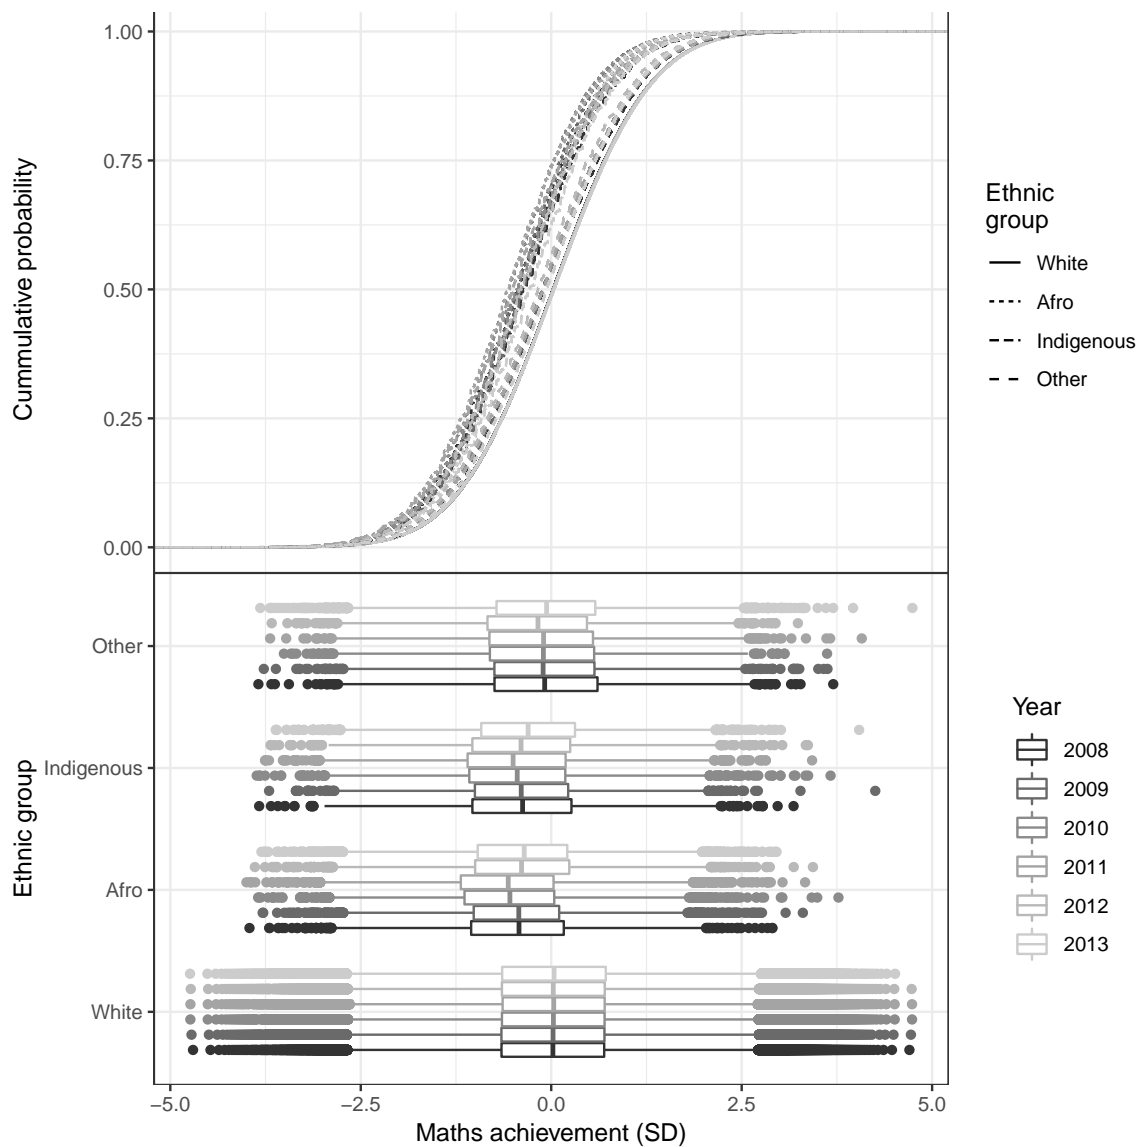 1.00
0.75
0.50
0.25
0.00
Cummulative probability
Ethnic
group
White
Afro
Indigenous
Other
Other
Indigenous
Afro
White
Ethnic group
Year
2008
2009
2010
2011
2012
2013
−5.0 −2.5 0.0 2.5 5.0
Maths achievement (SD)